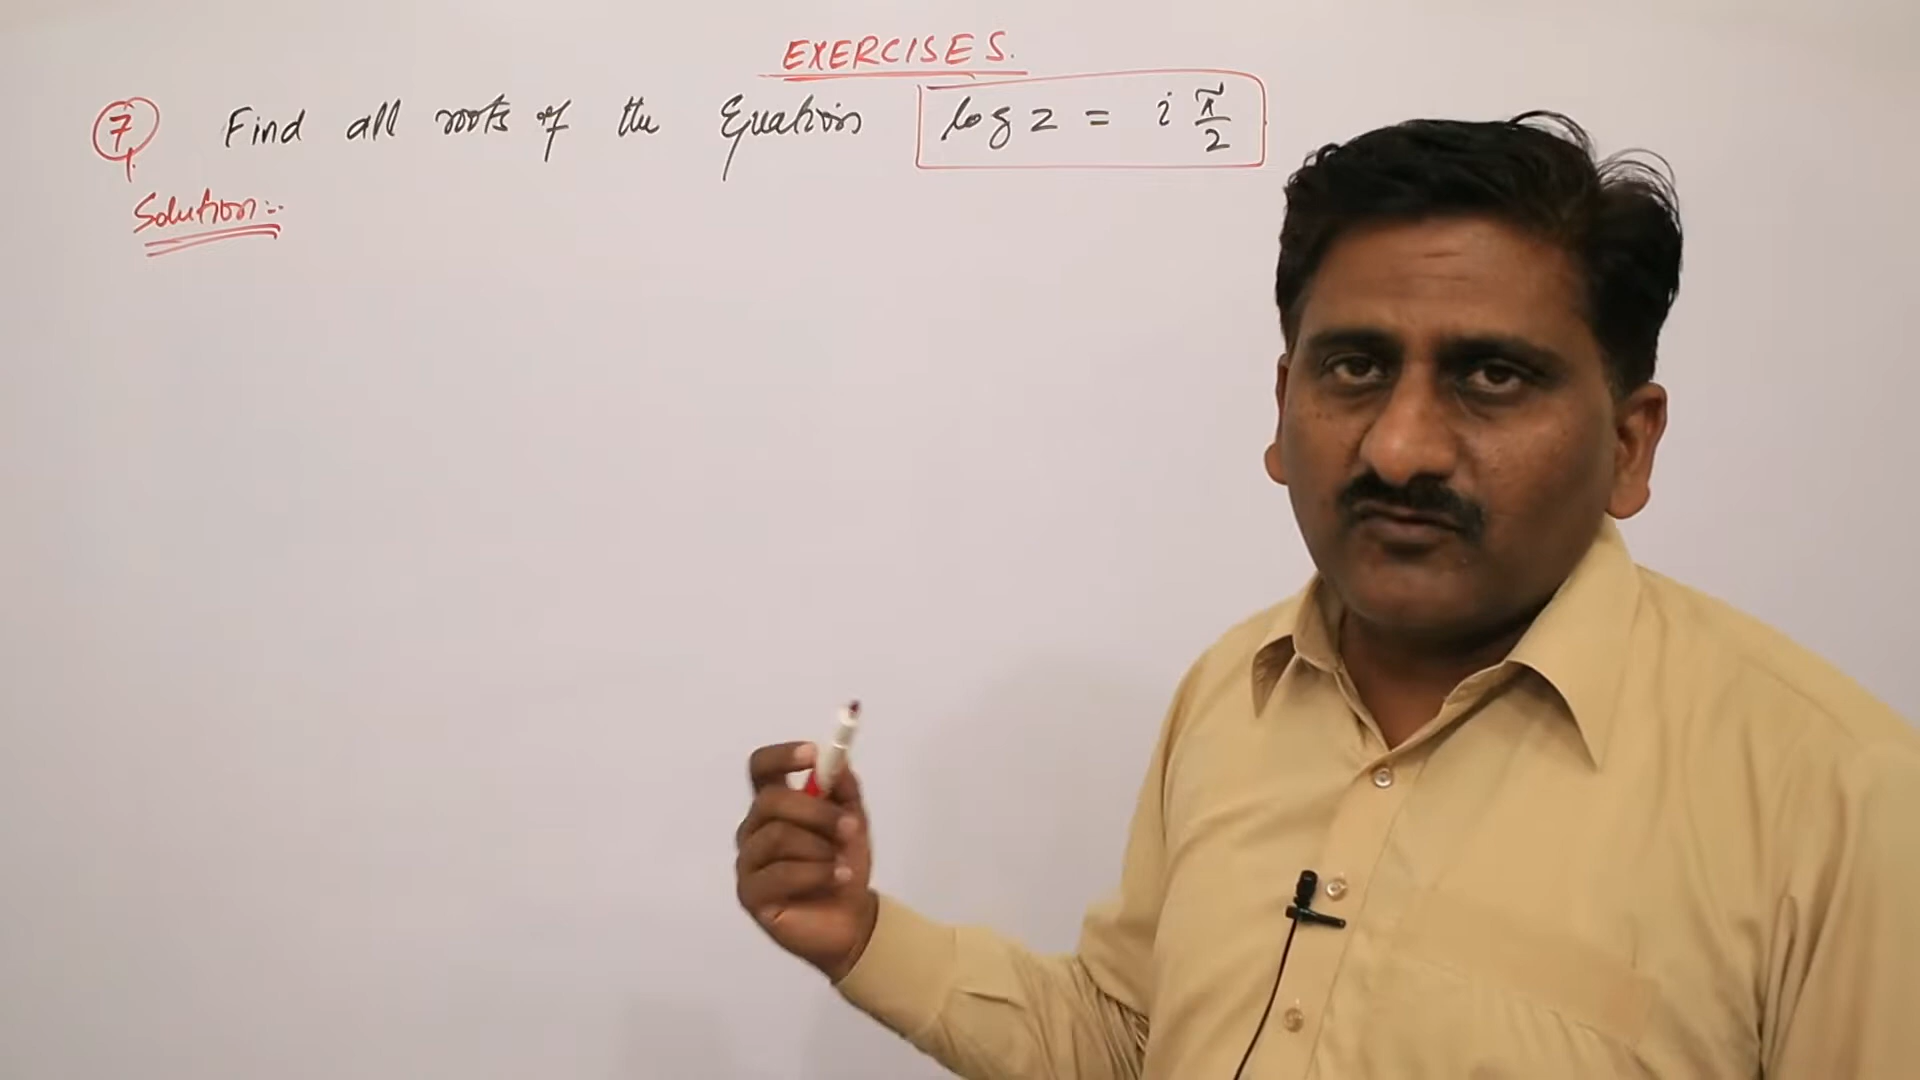 EXERCISES.
7. Find all roots of the Equation log z = i π/2
Solution:-